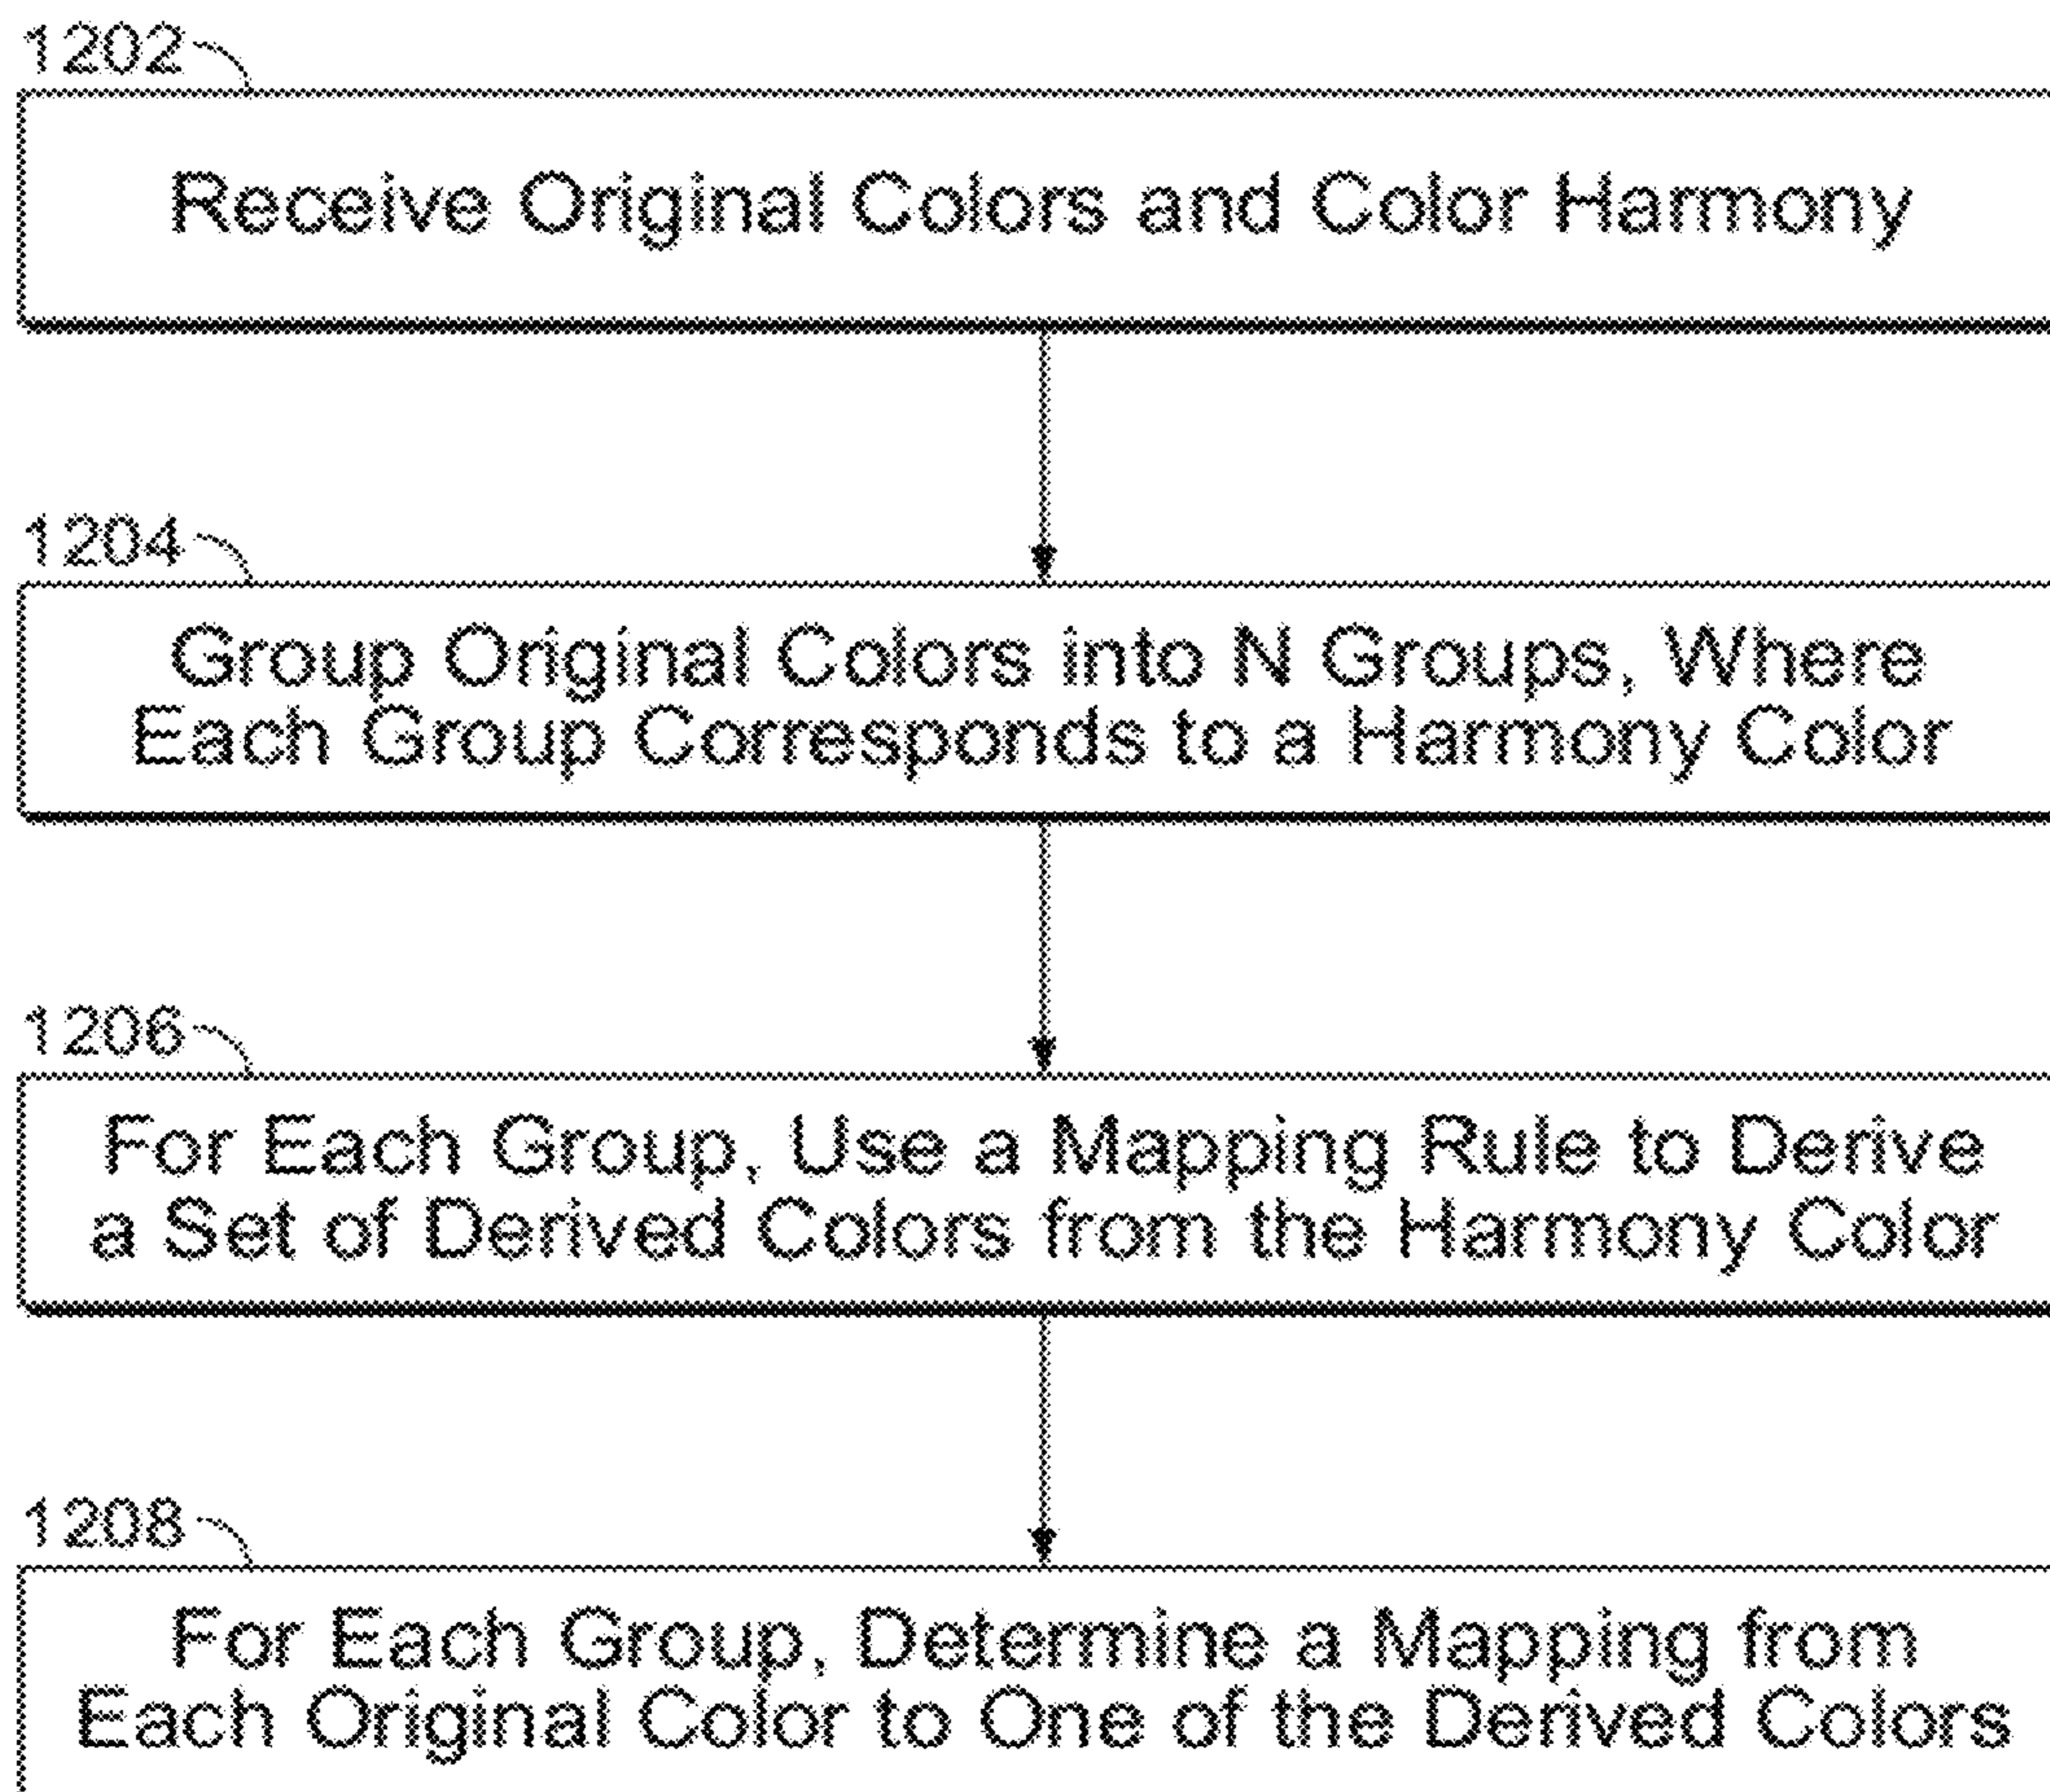 1202
Receive Original Colors and Color Harmony
1204
Group Original Colors into N Groups, Where
Each Group Corresponds to a Harmony Color
1206
For Each Group, Use a Mapping Rule to Derive
a Set of Derived Colors from the Harmony Color
1208
For Each Group, Determine a Mapping from
Each Original Color to One of the Derived Colors